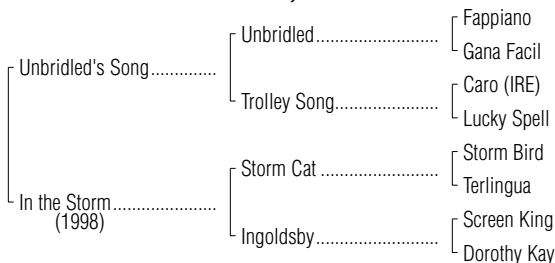 Fappiano
Unbridled
Gana Facil
Unbridled's Song
Caro (IRE)
Trolley Song
Lucky Spell
Storm Bird
Storm Cat
Terlingua
In the Storm
(1998)
Screen King
Ingoldsby
Dorothy Kay